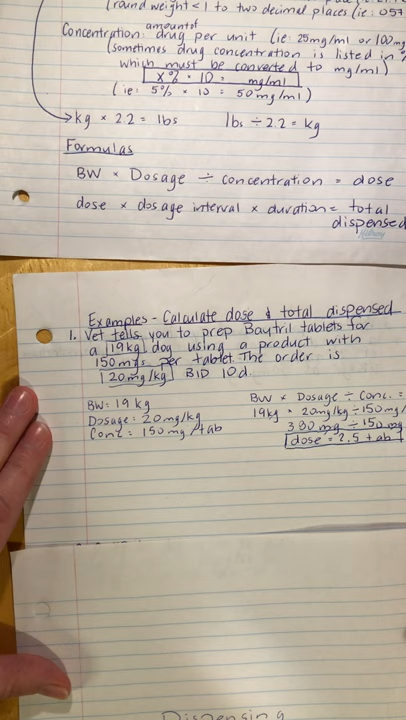 (round weight < 1 to two decimal places (ie: .057
amount of
Concentration: drug per unit (ie: 25mg/ml or 100mg
(sometimes drug concentration is listed in %
which must be converted to mg/ml)
X% × 10 = mg/ml
(ie: 5% × 10 = 50mg/ml)
kg × 2.2 = lbs lbs ÷ 2.2 = kg
Formulas
BW × Dosage ÷ concentration = dose
dose × dosage interval × duration = total
dispensed
Examples - Calculate dose & total dispensed
1. Vet tells you to prep Baytril tablets for
a 19kg dog using a product with
150mgs per tablet. The order is
20mg/kg BID 10d.
BW: 19 kg
Dosage: 20mg/kg
Conc = 150mg/tab
BW × Dosage ÷ Conc. =
19kg × 20mg/kg ÷ 150mg/
380mg ÷ 150mg
dose = 2.5 tab
Dispensing